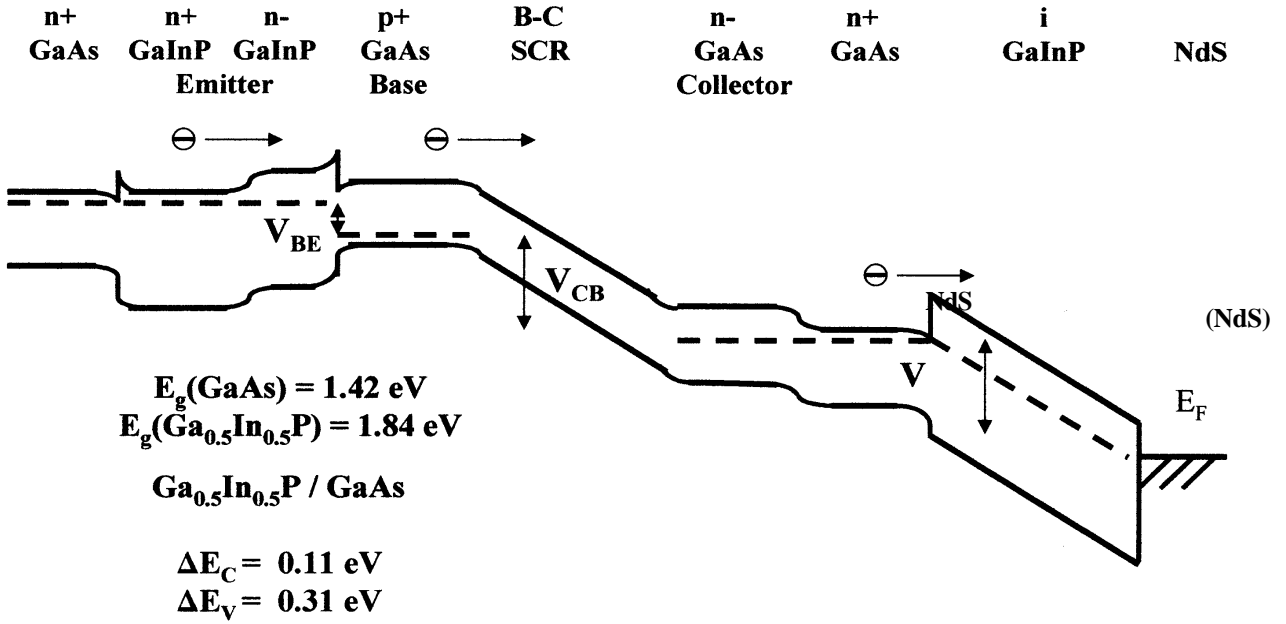 n+ n+ n- p+ B-C n- n+ i
GaAs GaInP GaInP GaAs SCR GaAs GaAs GaInP NdS
Emitter Base Collector
V_BE
V_CB
NdS
(NdS)
V
E_F
E_g(GaAs) = 1.42 eV
E_g(Ga_0.5In_0.5P) = 1.84 eV
Ga_0.5In_0.5P / GaAs
ΔE_C = 0.11 eV
ΔE_V = 0.31 eV